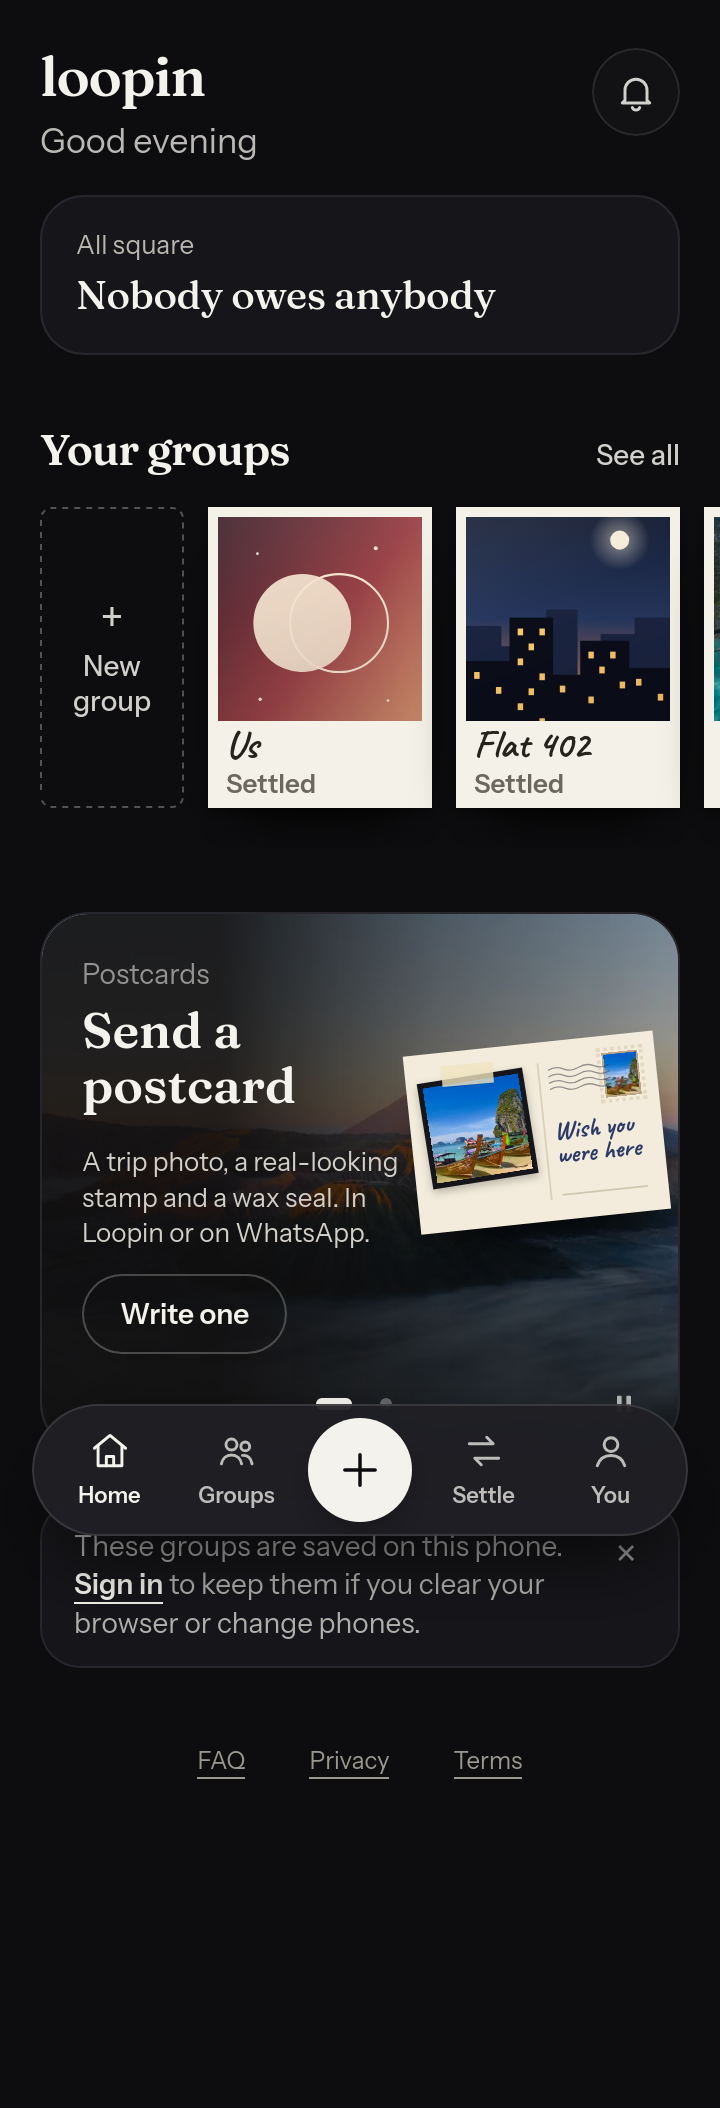 loopin
Good evening
All square
Nobody owes anybody
Your groups
See all
+
New
group
Us
Settled
Flat 402
Settled
Postcards
Send a
postcard
A trip photo, a real-looking
stamp and a wax seal. In
Loopin or on WhatsApp.
Wish you
were here
Write one
Home
Groups
Settle
You
These groups are saved on this phone.
Sign in to keep them if you clear your
browser or change phones.
FAQ
Privacy
Terms